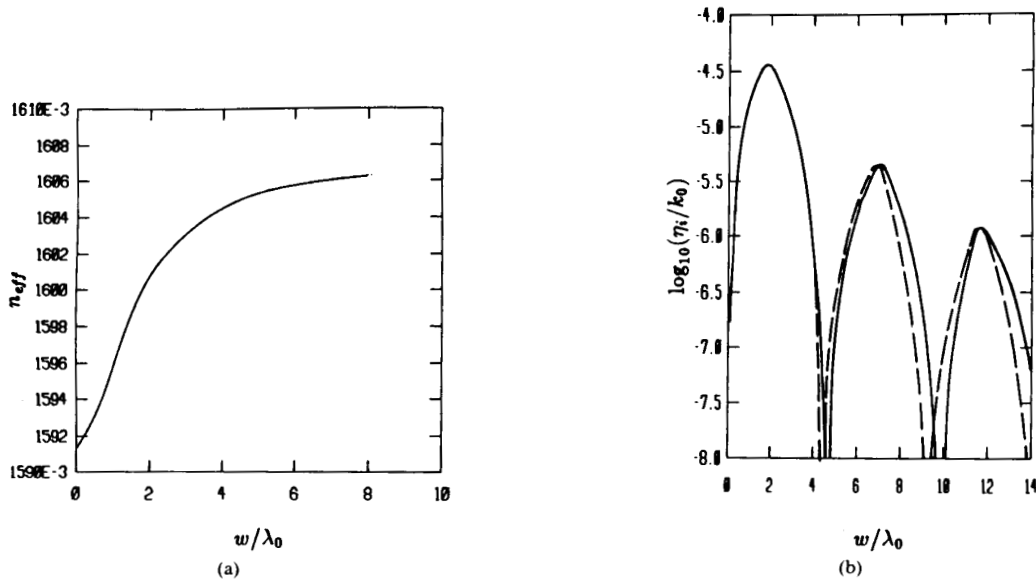 1610E-3
1608
1606
1604
1602
1600
1598
1596
1594
1592
1590E-3
n_eff
0 2 4 6 8 10
w/λ₀
(a)
-4.0
-4.5
-5.0
-5.5
-6.0
-6.5
-7.0
-7.5
-8.0
log₁₀(η_i/k₀)
0 2 4 6 8 10 12 14
w/λ₀
(b)